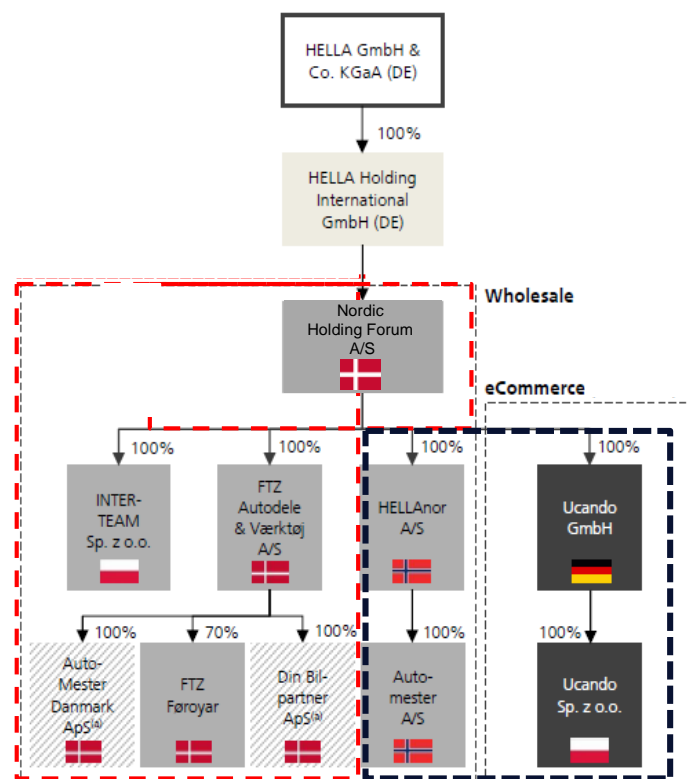 HELLA GmbH &
Co. KGaA (DE)
100%
HELLA Holding
International
GmbH (DE)
Wholesale
Nordic
Holding Forum
A/S
eCommerce
100%
100%
100%
100%
INTER-
TEAM
Sp. z o.o.
FTZ
Autodele
& Værktøj
A/S
HELLAnor
A/S
Ucando
GmbH
100%
70%
100%
100%
100%
Auto-
Mester
Danmark
ApS(a)
FTZ
Føroyar
Din Bil-
partner
ApS(a)
Auto-
mester
A/S
Ucando
Sp. z o.o.